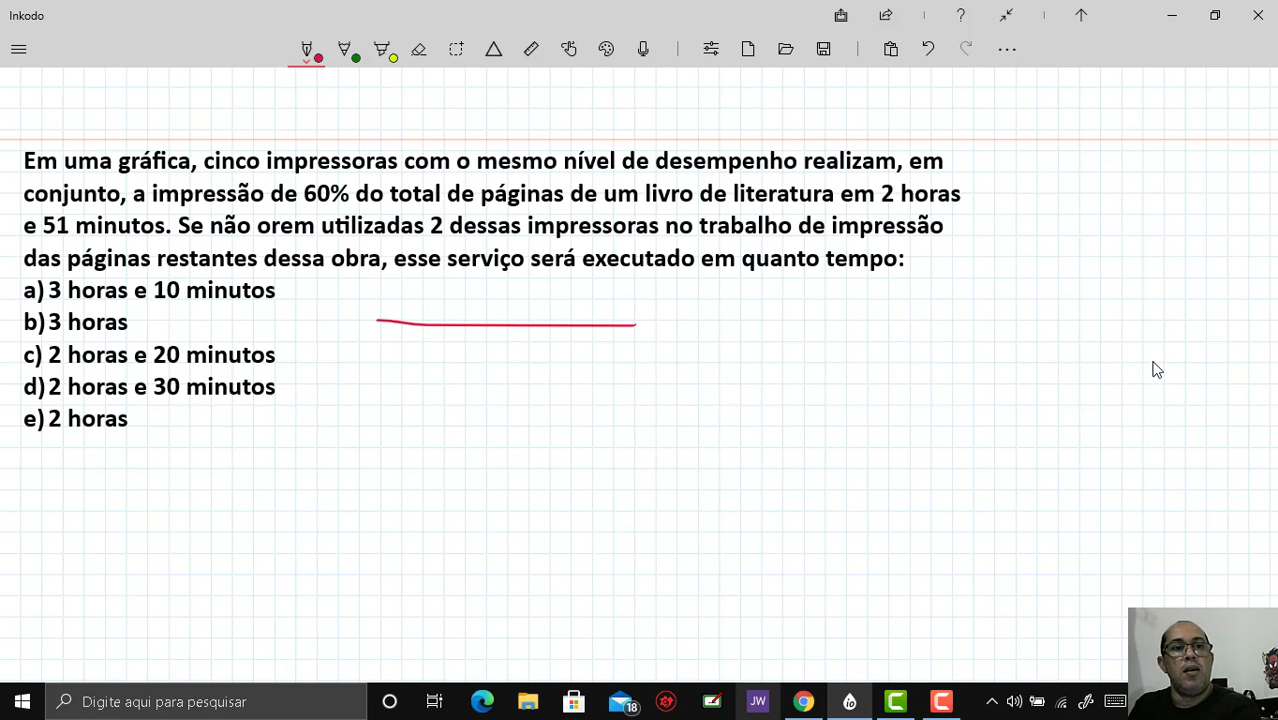 Inkodo
Em uma gráfica, cinco impressoras com o mesmo nível de desempenho realizam, em
conjunto, a impressão de 60% do total de páginas de um livro de literatura em 2 horas
e 51 minutos. Se não orem utilizadas 2 dessas impressoras no trabalho de impressão
das páginas restantes dessa obra, esse serviço será executado em quanto tempo:
a) 3 horas e 10 minutos
b) 3 horas
c) 2 horas e 20 minutos
d) 2 horas e 30 minutos
e) 2 horas
Digite aqui para pesquisar
18
JW
io